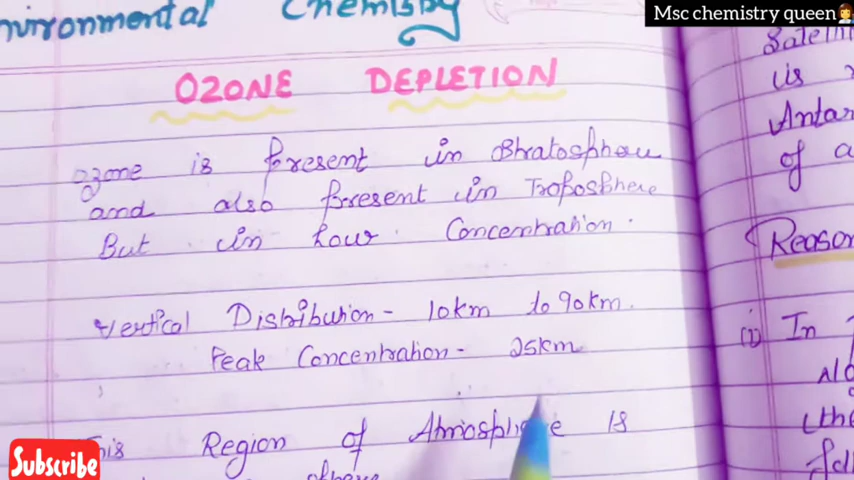 Msc chemistry queen
Environmental Chemistry
OZONE DEPLETION
ozone is present in Stratosphere
and also present in Troposphere
But in low Concentration.
Vertical Distribution - 10km to 90km.
Peak Concentration - 25km
This Region of Atmosphere is
is
Antar
of a
Reason
(i) In
Subscribe